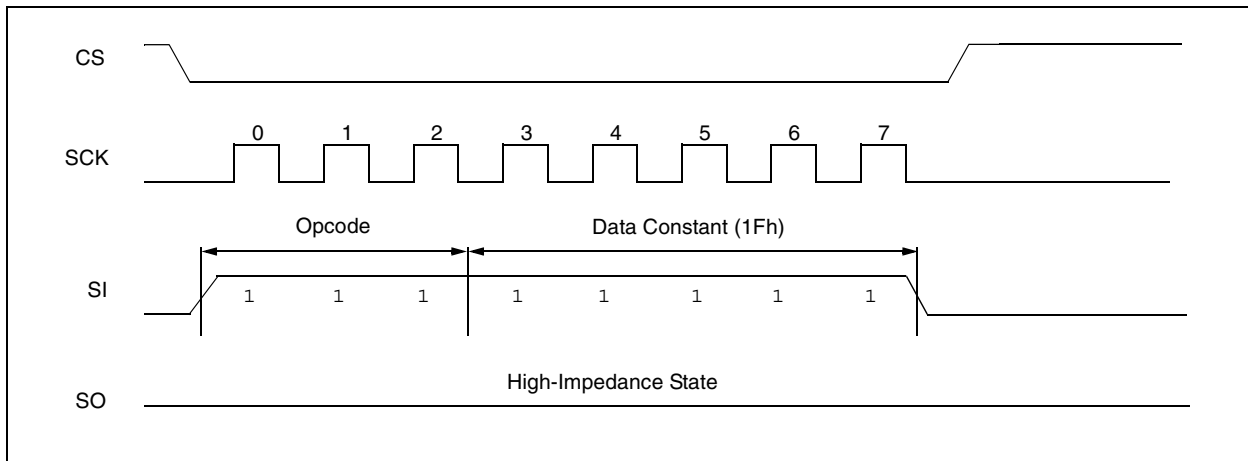 CS
SCK
0 1 2 3 4 5 6 7
Opcode Data Constant (1Fh)
SI
1 1 1 1 1 1 1 1
High-Impedance State
SO